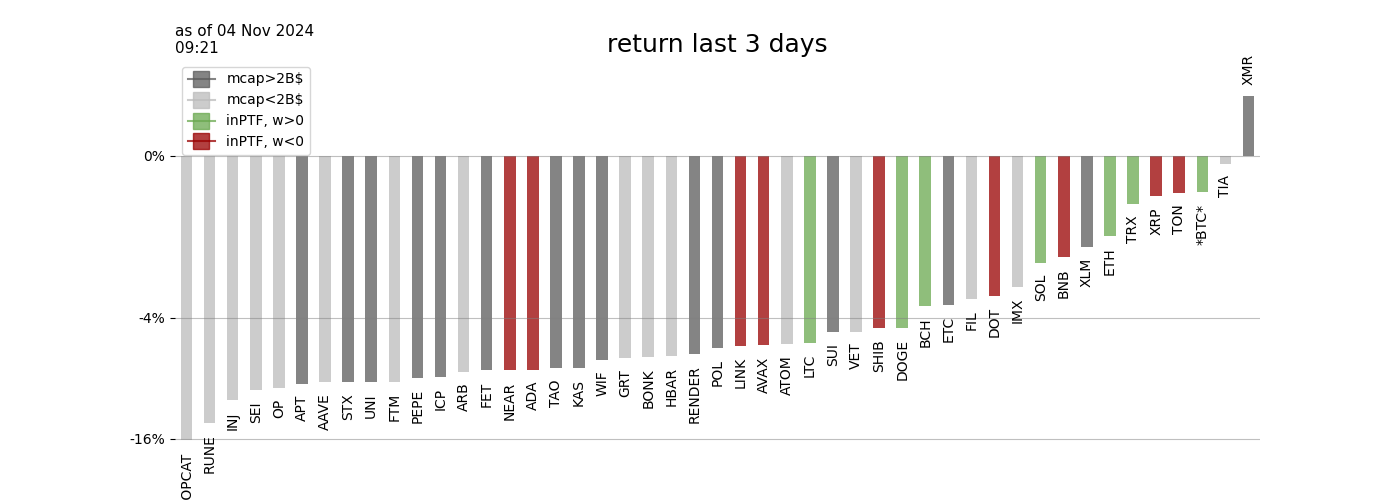 as of 04 Nov 2024
09:21
return last 3 days
mcap>2B$
mcap<2B$
inPTF, w>0
inPTF, w<0
0%
-4%
-16%
OPCAT
RUNE
INJ
SEI
OP
APT
AAVE
STX
UNI
FTM
PEPE
ICP
ARB
FET
NEAR
ADA
TAO
KAS
WIF
GRT
BONK
HBAR
RENDER
POL
LINK
AVAX
ATOM
LTC
SUI
VET
SHIB
DOGE
BCH
ETC
FIL
DOT
IMX
SOL
BNB
XLM
ETH
TRX
XRP
TON
*BTC*
TIA
XMR